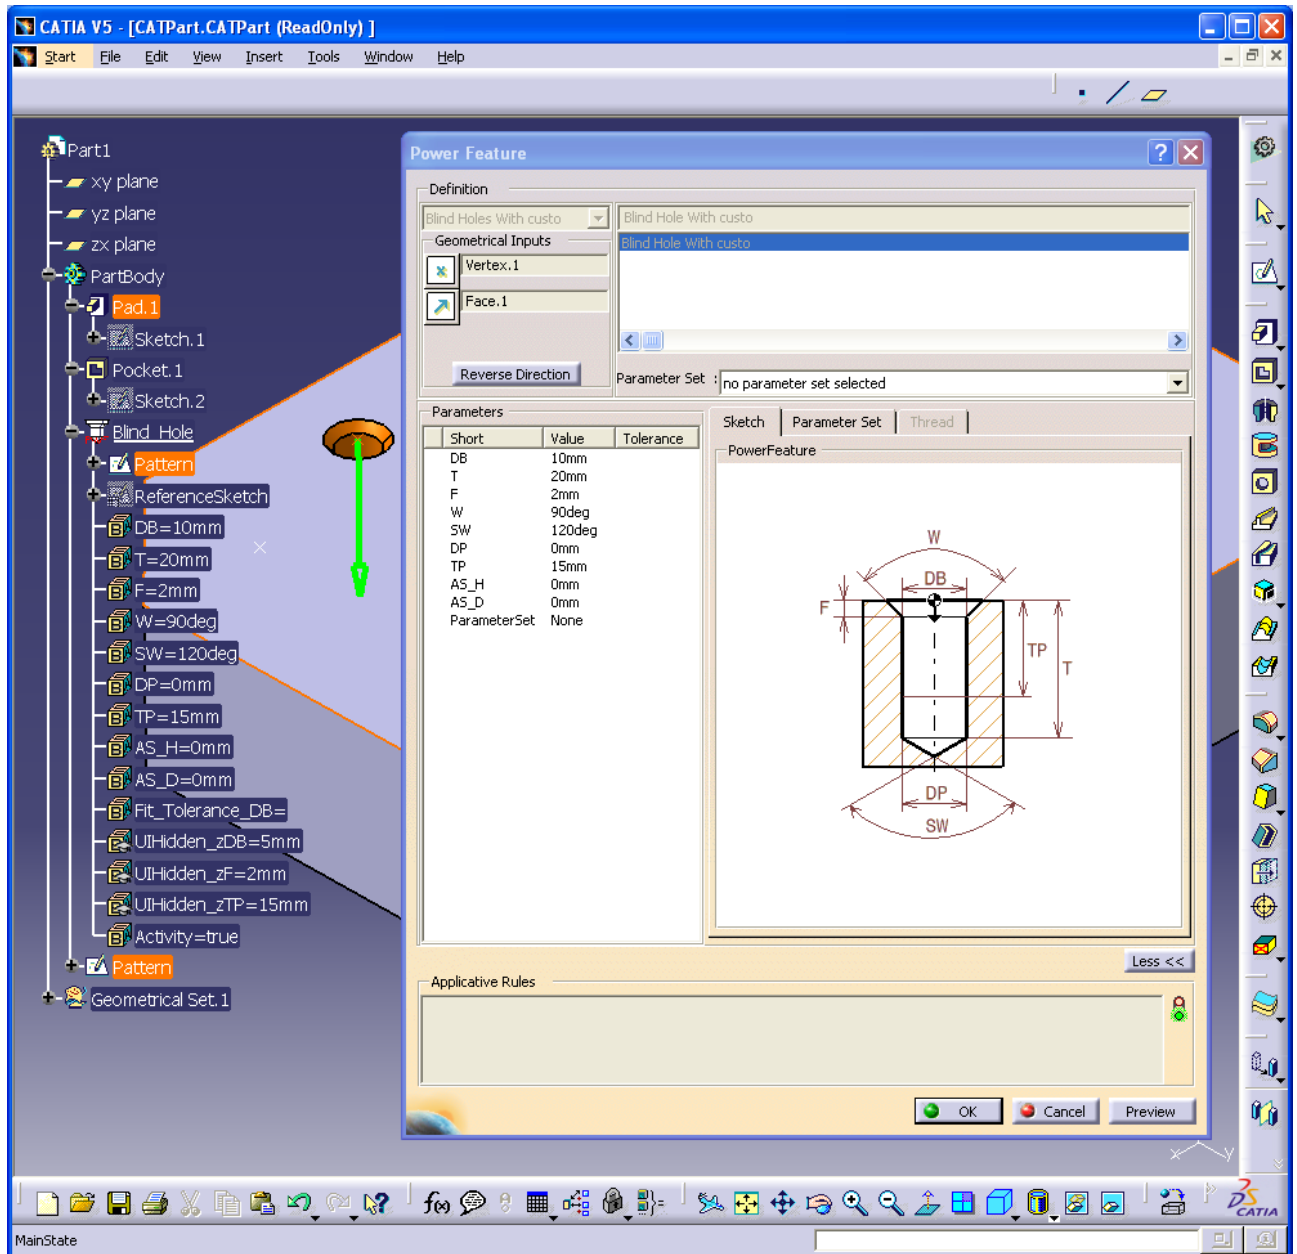 CATIA V5 - [CATPart.CATPart (ReadOnly) ]
Start File Edit View Insert Tools Window Help
Part1
xy plane
yz plane
zx plane
PartBody
Pad.1
Sketch.1
Pocket.1
Sketch.2
Blind_Hole
Pattern
ReferenceSketch
DB=10mm
T=20mm
F=2mm
W=90deg
SW=120deg
DP=0mm
TP=15mm
AS_H=0mm
AS_D=0mm
Fit_Tolerance_DB=
UIHidden_zDB=5mm
UIHidden_zF=2mm
UIHidden_zTP=15mm
Activity=true
Pattern
Geometrical Set.1
Power Feature
Definition
Blind Holes With custo
Blind Hole With custo
Geometrical Inputs
Blind Hole With custo
Vertex.1
Face.1
Reverse Direction
Parameter Set : no parameter set selected
Parameters
Short Value Tolerance
DB 10mm
T 20mm
F 2mm
W 90deg
SW 120deg
DP 0mm
TP 15mm
AS_H 0mm
AS_D 0mm
ParameterSet None
Sketch Parameter Set Thread
PowerFeature
W
DB
F
TP
T
DP
SW
Less <<
Applicative Rules
OK Cancel Preview
x y
f(x)
CATIA
MainState